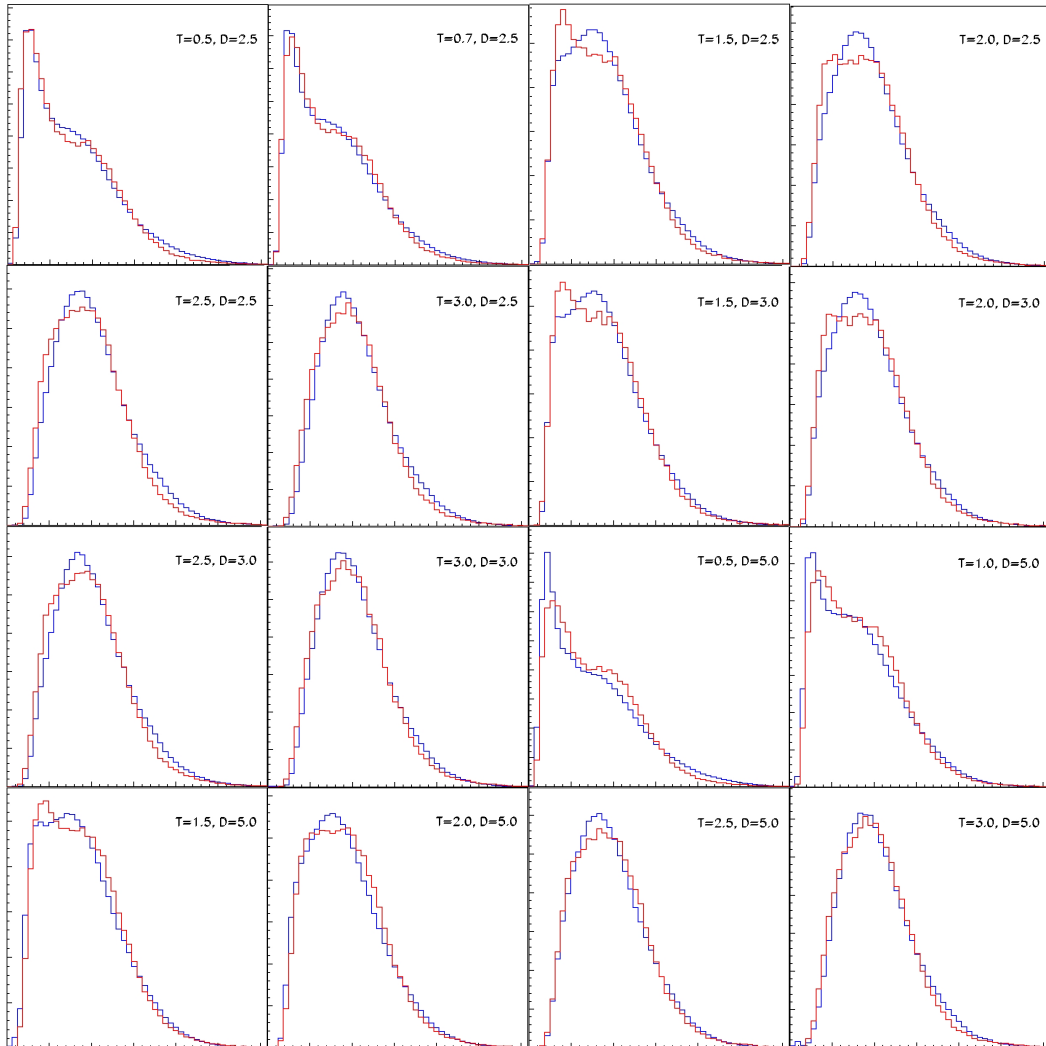 T=0.5, D=2.5
T=0.7, D=2.5
T=1.5, D=2.5
T=2.0, D=2.5
T=2.5, D=2.5
T=3.0, D=2.5
T=1.5, D=3.0
T=2.0, D=3.0
T=2.5, D=3.0
T=3.0, D=3.0
T=0.5, D=5.0
T=1.0, D=5.0
T=1.5, D=5.0
T=2.0, D=5.0
T=2.5, D=5.0
T=3.0, D=5.0